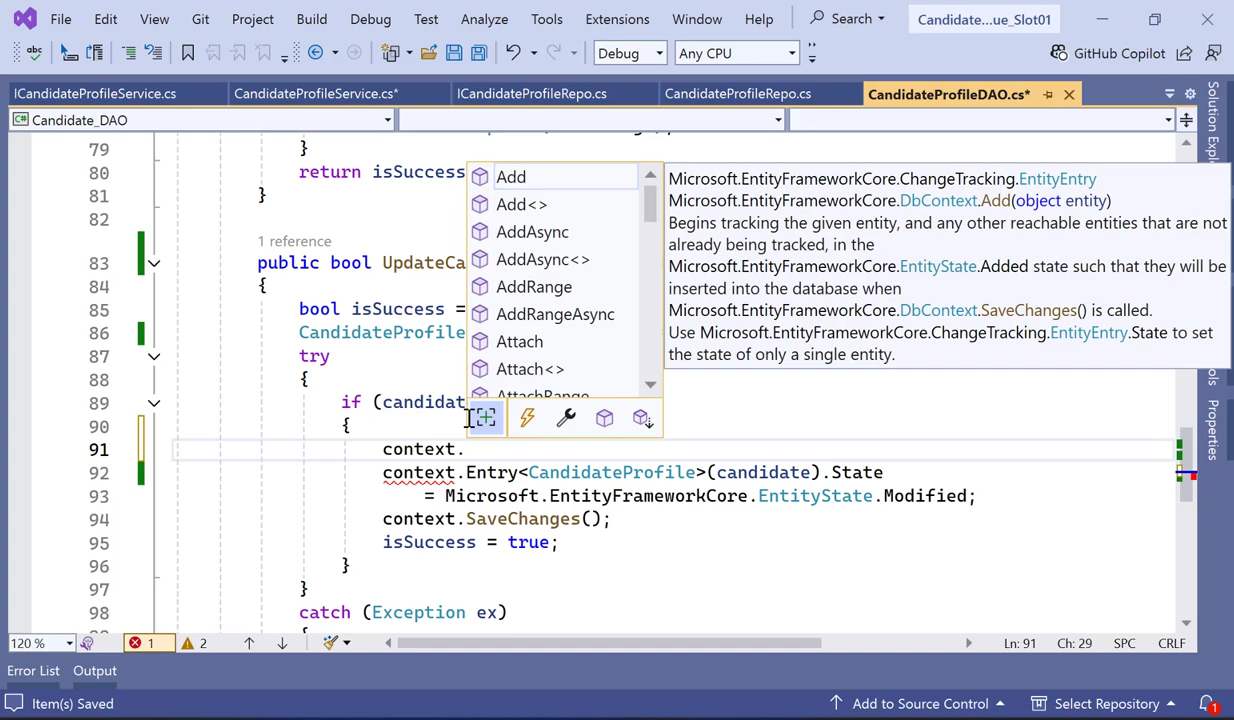 File Edit View Git Project Build Debug Test Analyze Tools Extensions Window Help Search Candidate...ue_Slot01
abc Debug Any CPU GitHub Copilot
ICandidateProfileService.cs CandidateProfileService.cs* ICandidateProfileRepo.cs CandidateProfileRepo.cs CandidateProfileDAO.cs*
C# Candidate_DAO
79 }
80 return isSuccess
81 }
82
1 reference
83 public bool UpdateCa
84 {
85 bool isSuccess =
86 CandidateProfile
87 try
88 {
89 if (candidat
90 {
91 context.
92 context.Entry<CandidateProfile>(candidate).State
93 = Microsoft.EntityFrameworkCore.EntityState.Modified;
94 context.SaveChanges();
95 isSuccess = true;
96 }
97 }
98 catch (Exception ex)
Add
Add<>
AddAsync
AddAsync<>
AddRange
AddRangeAsync
Attach
Attach<>
AttachRange
Microsoft.EntityFrameworkCore.ChangeTracking.EntityEntry
Microsoft.EntityFrameworkCore.DbContext.Add(object entity)
Begins tracking the given entity, and any other reachable entities that are not
already being tracked, in the
Microsoft.EntityFrameworkCore.EntityState.Added state such that they will be
inserted into the database when
Microsoft.EntityFrameworkCore.DbContext.SaveChanges() is called.
Use Microsoft.EntityFrameworkCore.ChangeTracking.EntityEntry.State to set
the state of only a single entity.
Properties
120 % 1 2 Ln: 91 Ch: 29 SPC CRLF
Error List Output
Item(s) Saved Add to Source Control Select Repository 1